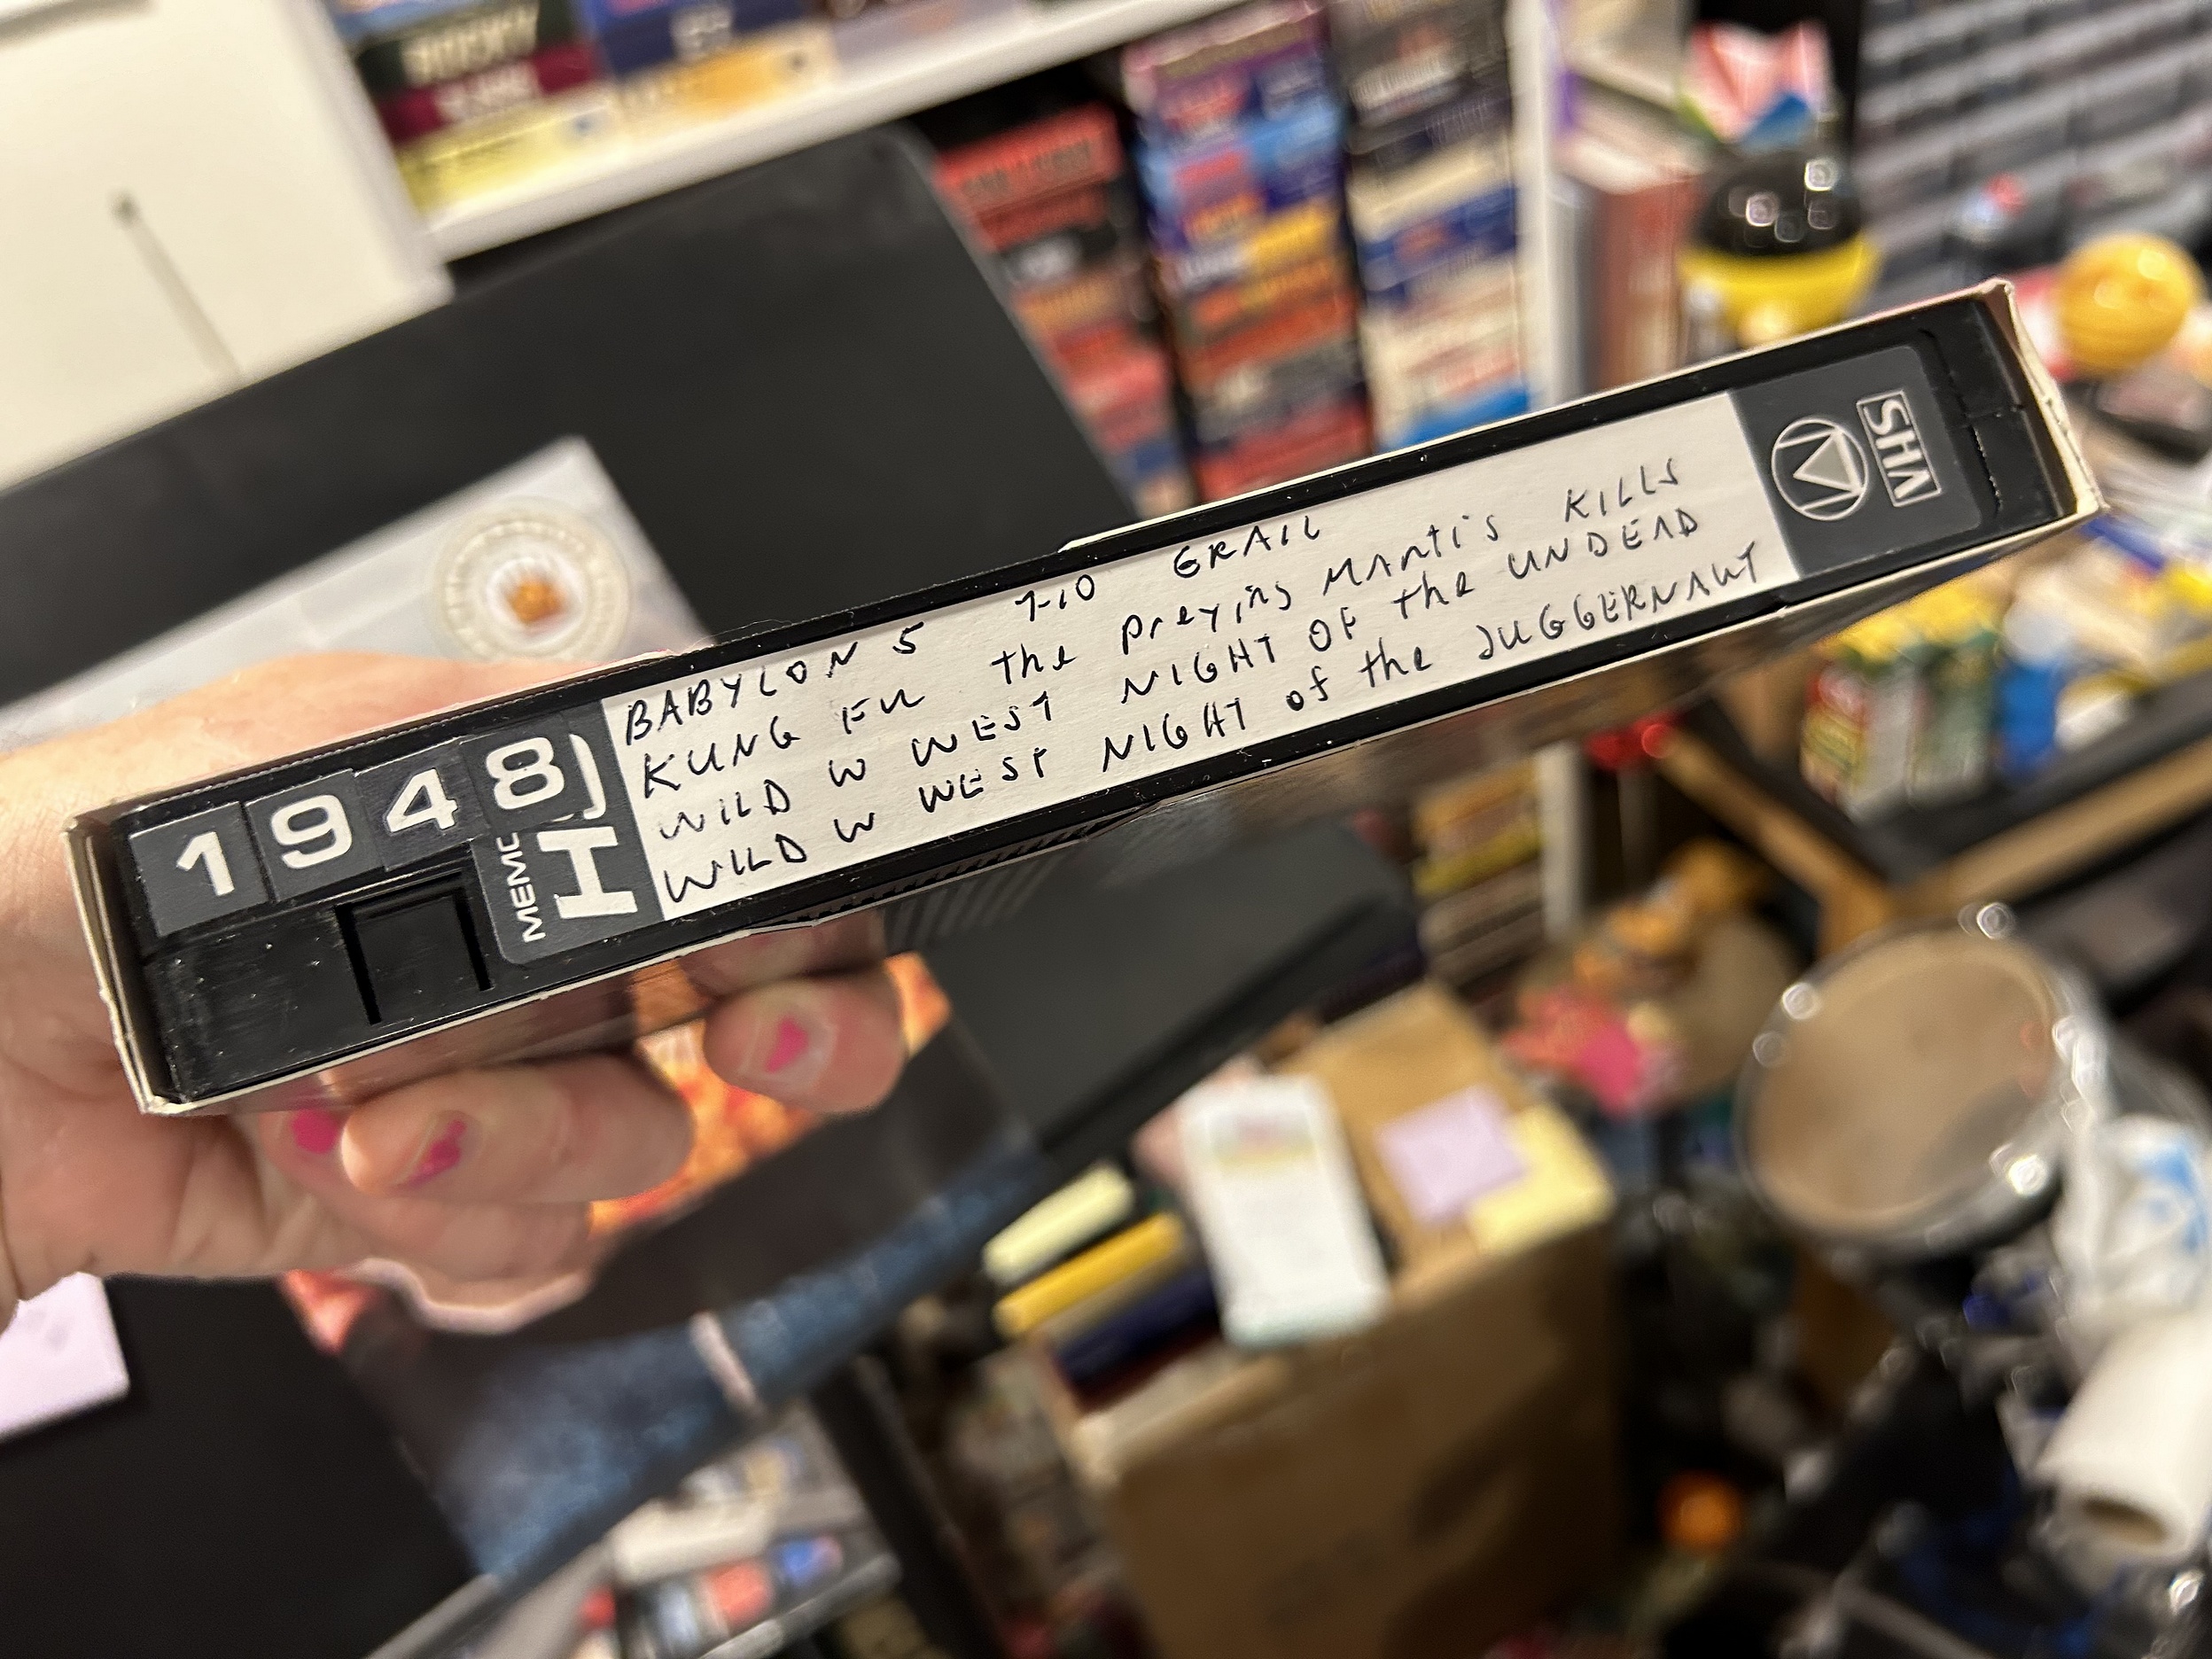 BABYLON 5 7-10 GRAIL
KUNG FU the preying MANTIS KILLS
WILD W WEST NIGHT OF the UNDEAD
WILD W WEST NIGHT of the JUGGERNAUT
1948
VHS